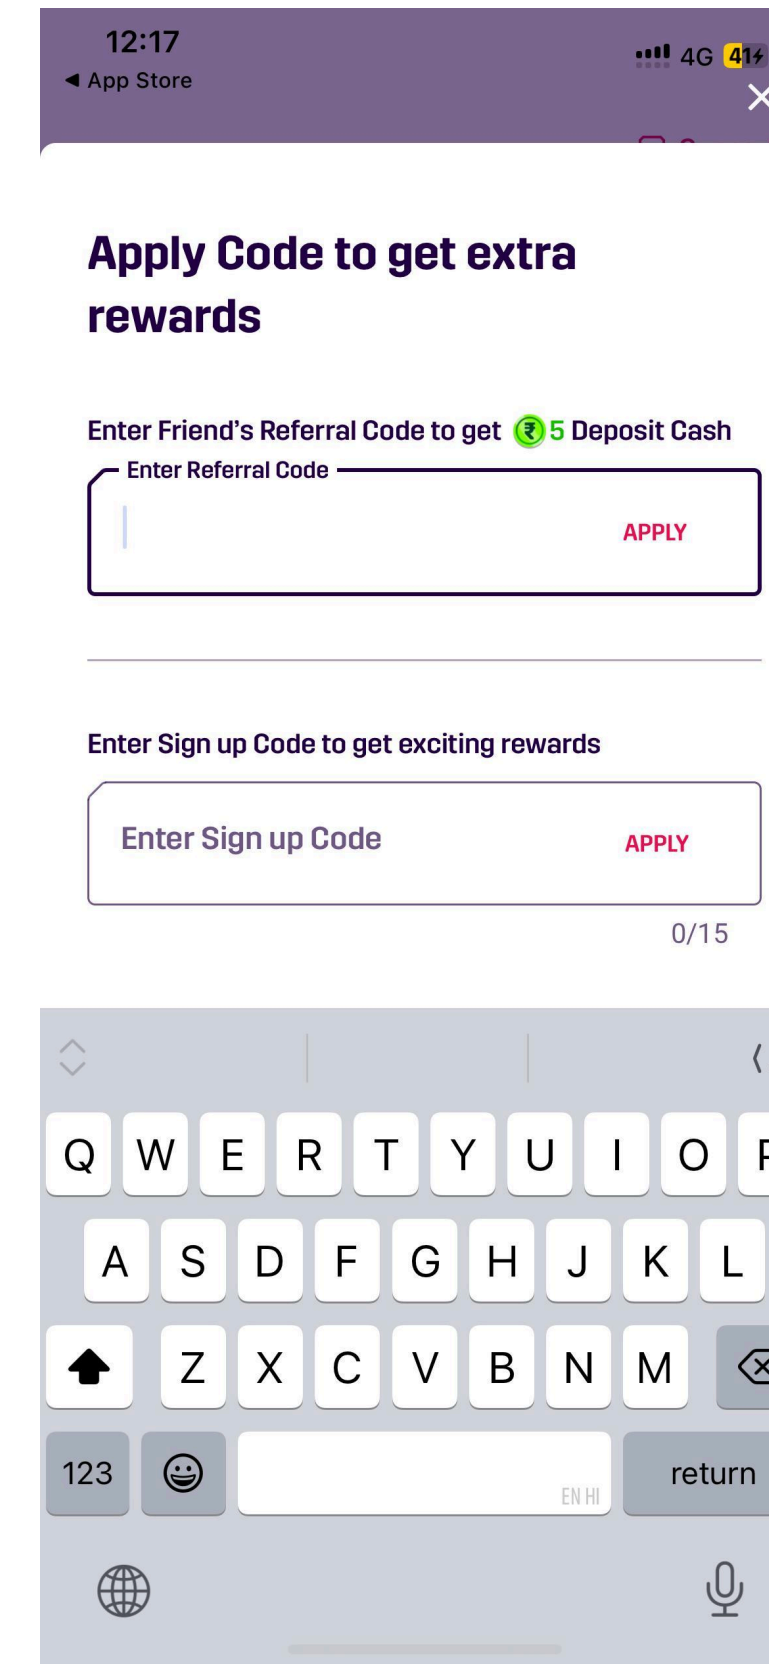 12:17
4G 41
◀ App Store
Apply Code to get extra
rewards
Enter Friend's Referral Code to get ₹ 5 Deposit Cash
Enter Referral Code
APPLY
Enter Sign up Code to get exciting rewards
Enter Sign up Code
APPLY
0/15
Q W E R T Y U I O P
A S D F G H J K L
Z X C V B N M
123
EN HI
return